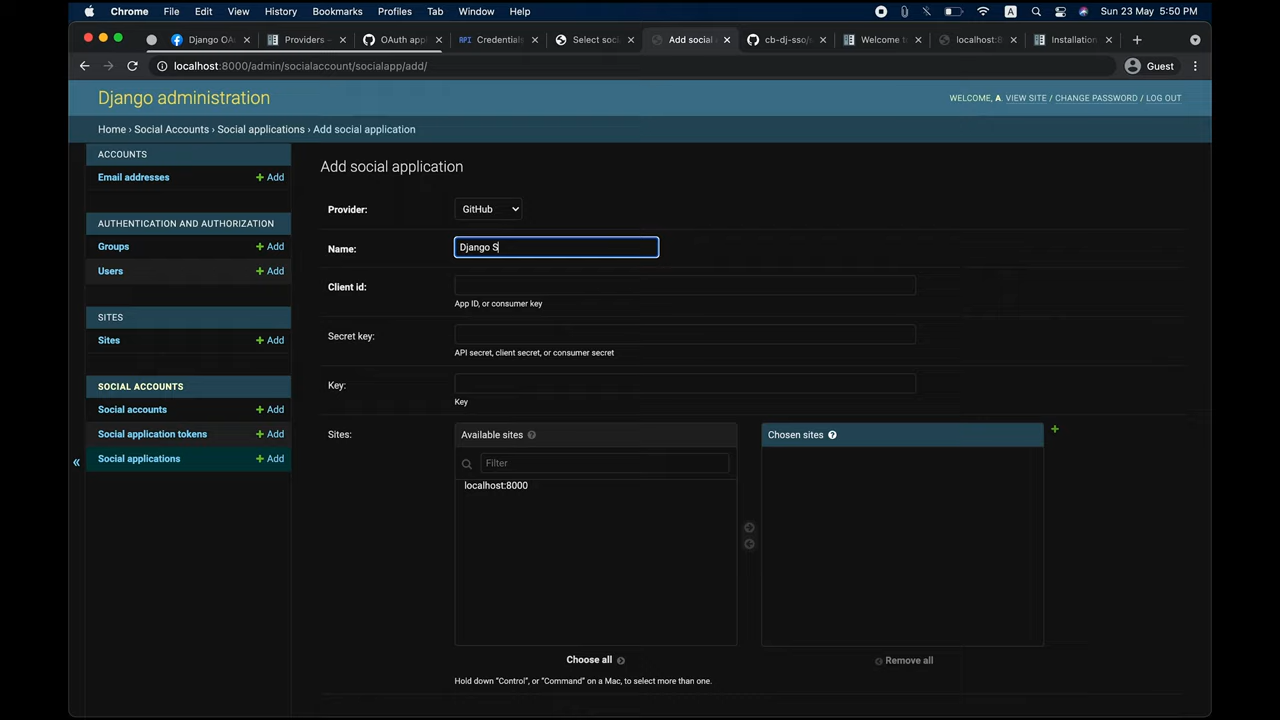 Chrome File Edit View History Bookmarks Profiles Tab Window Help A Sun 23 May 5:50 PM
Django OA Providers – OAuth appl API Credentials Select soci Add social cb-dj-sso/ Welcome t localhost:8 Installation
localhost:8000/admin/socialaccount/socialapp/add/ Guest
Django administration WELCOME, A. VIEW SITE / CHANGE PASSWORD / LOG OUT
Home › Social Accounts › Social applications › Add social application
ACCOUNTS
Email addresses + Add
AUTHENTICATION AND AUTHORIZATION
Groups + Add
Users + Add
SITES
Sites + Add
SOCIAL ACCOUNTS
Social accounts + Add
Social application tokens + Add
Social applications + Add
«
Add social application
Provider: GitHub
Name: Django S
Client id:
App ID, or consumer key
Secret key:
API secret, client secret, or consumer secret
Key:
Key
Sites: Available sites ? Chosen sites ? +
Filter
localhost:8000
Choose all Remove all
Hold down “Control”, or “Command” on a Mac, to select more than one.